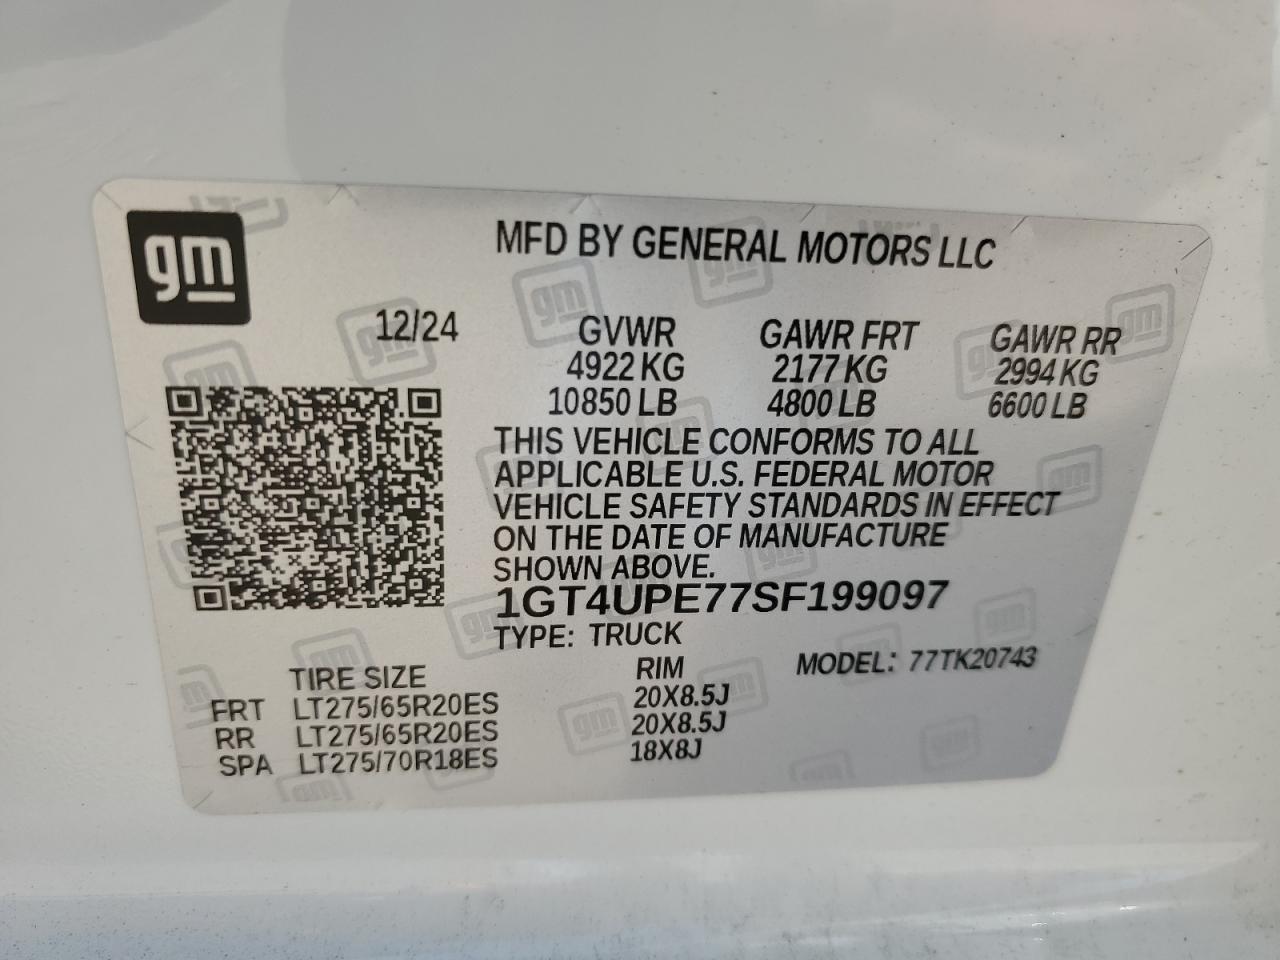 gm
MFD BY GENERAL MOTORS LLC
12/24
GVWR GAWR FRT GAWR RR
4922 KG 2177 KG 2994 KG
10850 LB 4800 LB 6600 LB
THIS VEHICLE CONFORMS TO ALL
APPLICABLE U.S. FEDERAL MOTOR
VEHICLE SAFETY STANDARDS IN EFFECT
ON THE DATE OF MANUFACTURE
SHOWN ABOVE.
1GT4UPE77SF199097
TYPE: TRUCK
TIRE SIZE RIM MODEL: 77TK20743
FRT LT275/65R20ES 20X8.5J
RR LT275/65R20ES 20X8.5J
SPA LT275/70R18ES 18X8J